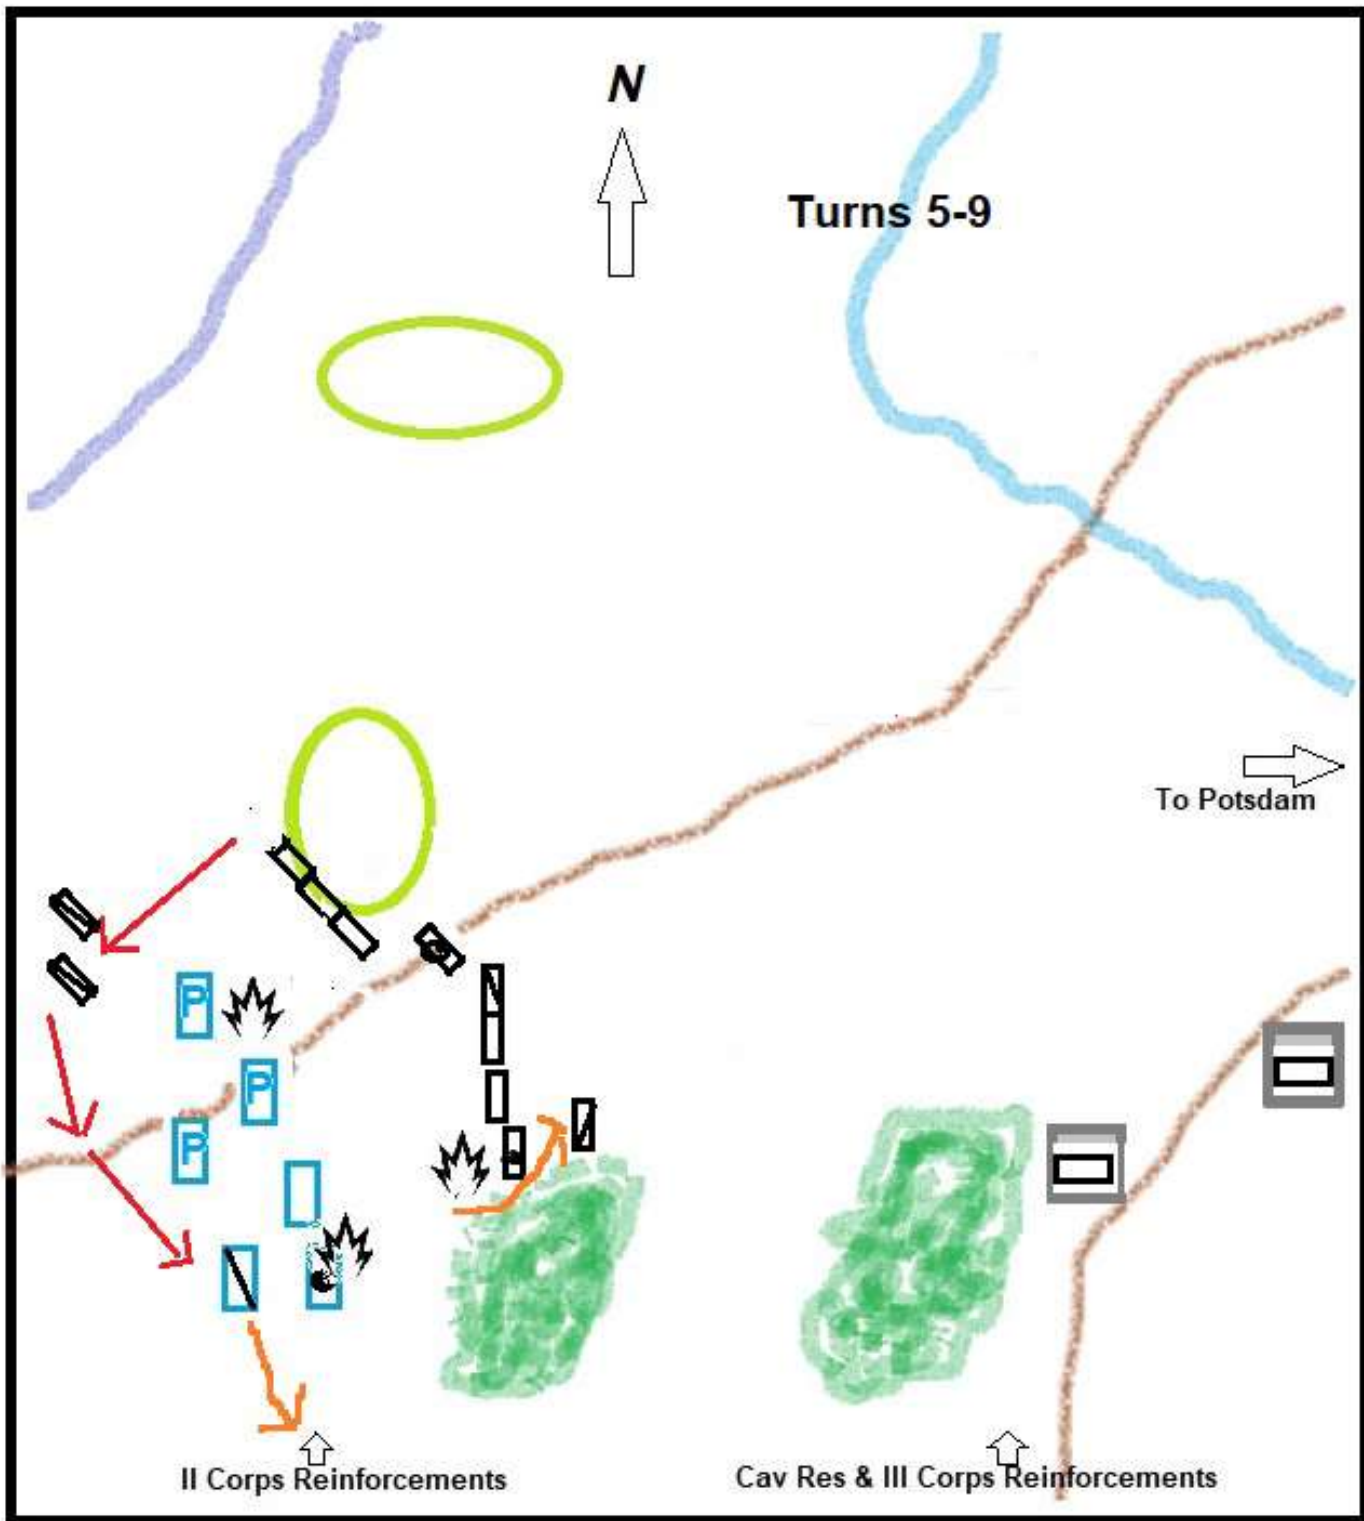 N
Turns 5-9
To Potsdam
P
P
P
II Corps Reinforcements
Cav Res & III Corps Reinforcements